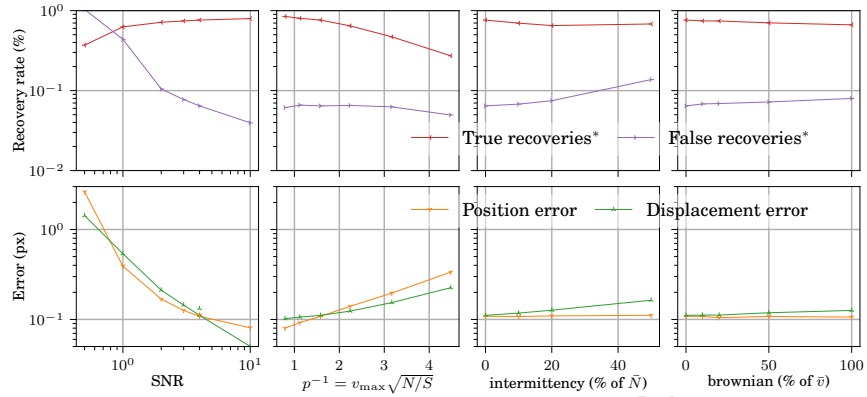 Recovery rate (%)
10⁰
10⁻¹
10⁻²
True recoveries*
False recoveries*
Error (px)
10⁰
10⁻¹
Position error
Displacement error
10⁰ 10¹
1 2 3 4
0 20 40
0 50 100
SNR
p⁻¹ = v_max√N/S
intermittency (% of N̄)
brownian (% of v̄)